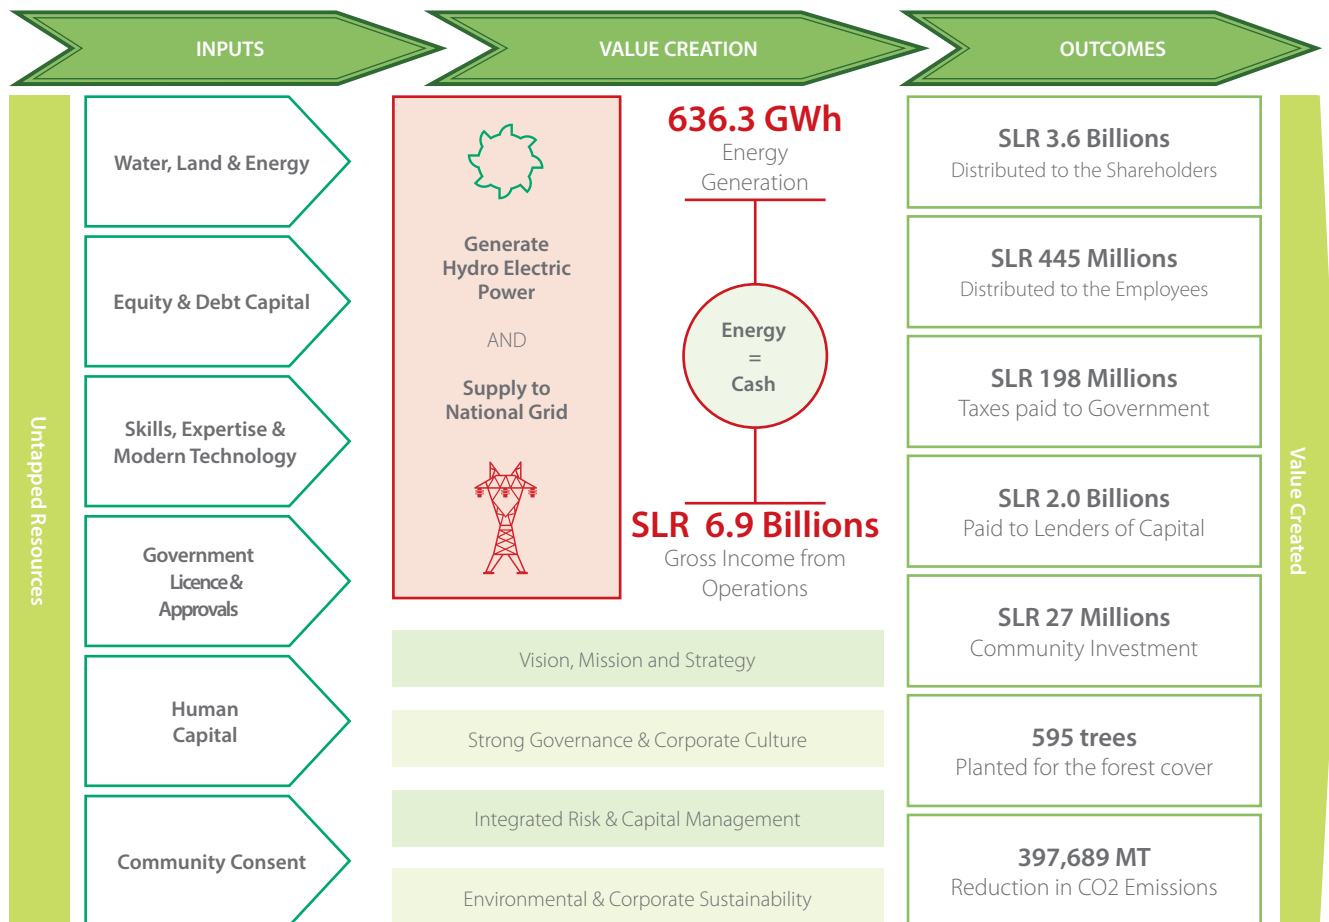 INPUTS
VALUE CREATION
OUTCOMES
Untapped Resources
Water, Land & Energy
Equity & Debt Capital
Skills, Expertise &
Modern Technology
Government
Licence &
Approvals
Human
Capital
Community Consent
Generate
Hydro Electric
Power
AND
Supply to
National Grid
636.3 GWh
Energy
Generation
Energy
=
Cash
SLR 6.9 Billions
Gross Income from
Operations
Vision, Mission and Strategy
Strong Governance & Corporate Culture
Integrated Risk & Capital Management
Environmental & Corporate Sustainability
SLR 3.6 Billions
Distributed to the Shareholders
SLR 445 Millions
Distributed to the Employees
SLR 198 Millions
Taxes paid to Government
SLR 2.0 Billions
Paid to Lenders of Capital
SLR 27 Millions
Community Investment
595 trees
Planted for the forest cover
397,689 MT
Reduction in CO2 Emissions
Value Created